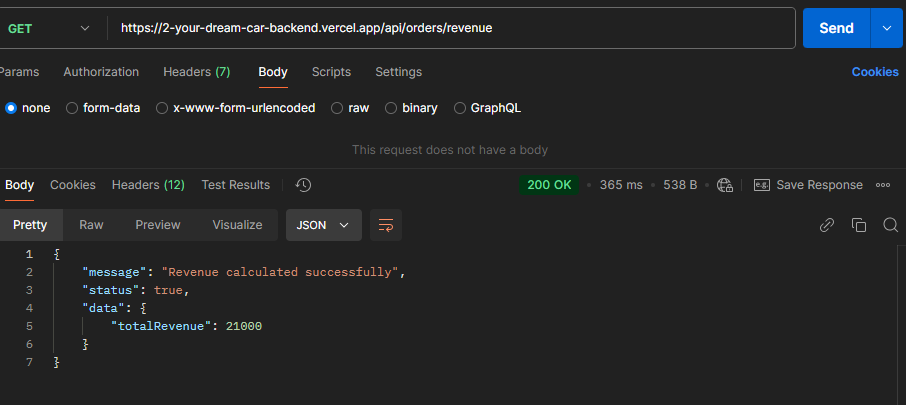 GET https://2-your-dream-car-backend.vercel.app/api/orders/revenue Send
Params Authorization Headers (7) Body Scripts Settings Cookies
none form-data x-www-form-urlencoded raw binary GraphQL
This request does not have a body
Body Cookies Headers (12) Test Results 200 OK • 365 ms • 538 B • e.g. Save Response
Pretty Raw Preview Visualize JSON
1 {
2 "message": "Revenue calculated successfully",
3 "status": true,
4 "data": {
5 "totalRevenue": 21000
6 }
7 }